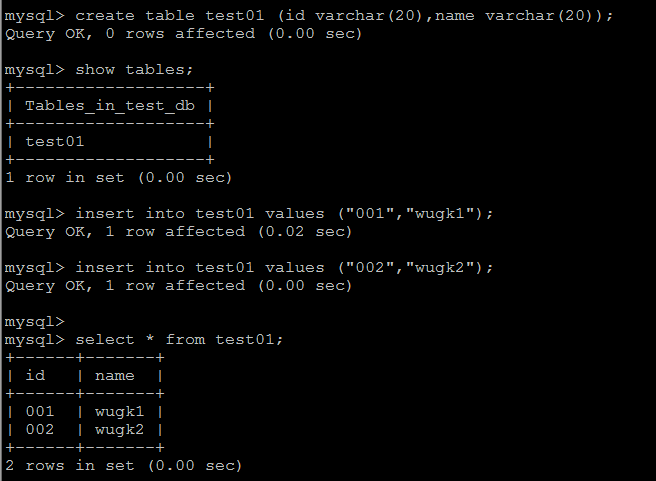 mysql> create table test01 (id varchar(20),name varchar(20));
Query OK, 0 rows affected (0.00 sec)
mysql> show tables;
+-------------------+
| Tables_in_test_db |
+-------------------+
| test01            |
+-------------------+
1 row in set (0.00 sec)
mysql> insert into test01 values ("001","wugk1");
Query OK, 1 row affected (0.02 sec)
mysql> insert into test01 values ("002","wugk2");
Query OK, 1 row affected (0.00 sec)
mysql>
mysql> select * from test01;
+------+-------+
| id   | name  |
+------+-------+
| 001  | wugk1 |
| 002  | wugk2 |
+------+-------+
2 rows in set (0.00 sec)